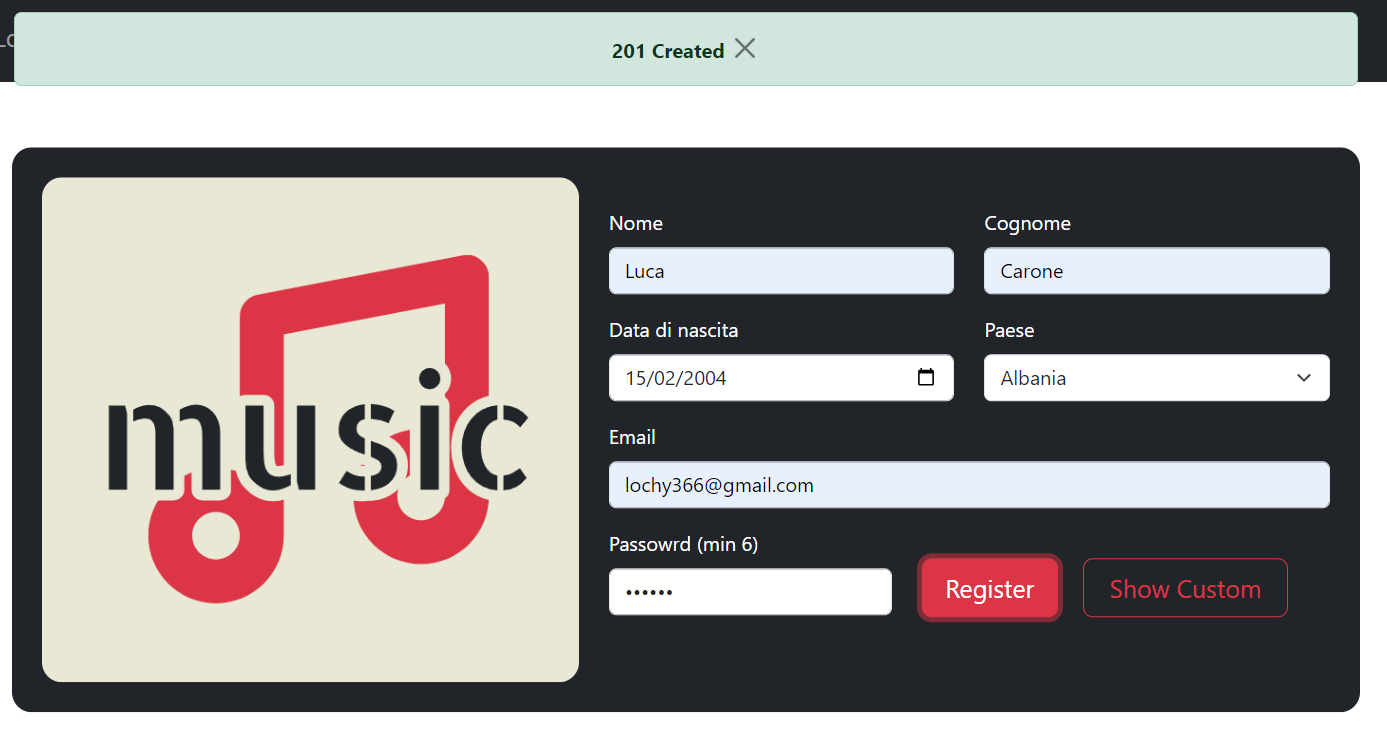 201 Created
music
Nome
Cognome
Luca
Carone
Data di nascita
Paese
15/02/2004
Albania
Email
lochy366@gmail.com
Passowrd (min 6)
••••••
Register
Show Custom